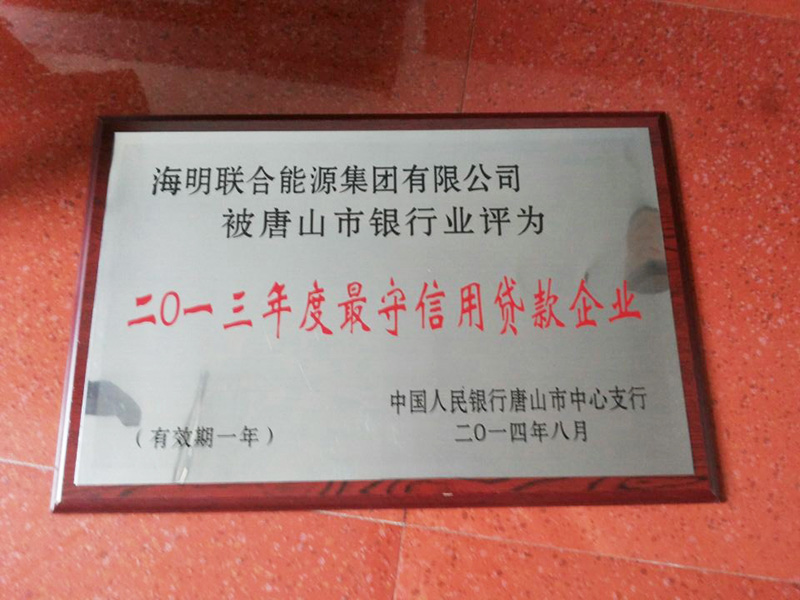 海明联合能源集团有限公司
被唐山市银行业评为
二〇一三年度最守信用贷款企业
中国人民银行唐山市中心支行
（有效期一年）
二〇一四年八月